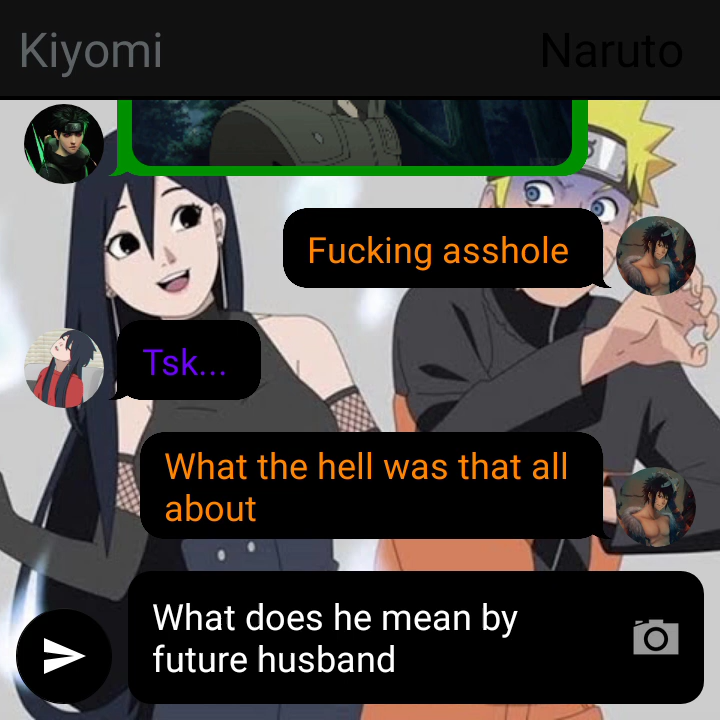 Kiyomi
Naruto
Fucking asshole
Tsk...
What the hell was that all
about
What does he mean by
future husband